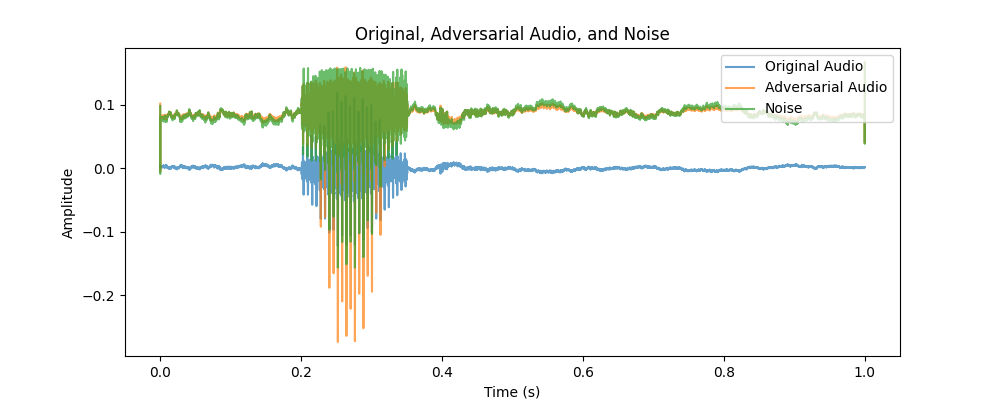 Original, Adversarial Audio, and Noise
Original Audio
Adversarial Audio
Noise
Amplitude
0.1
0.0
−0.1
−0.2
0.0 0.2 0.4 0.6 0.8 1.0
Time (s)